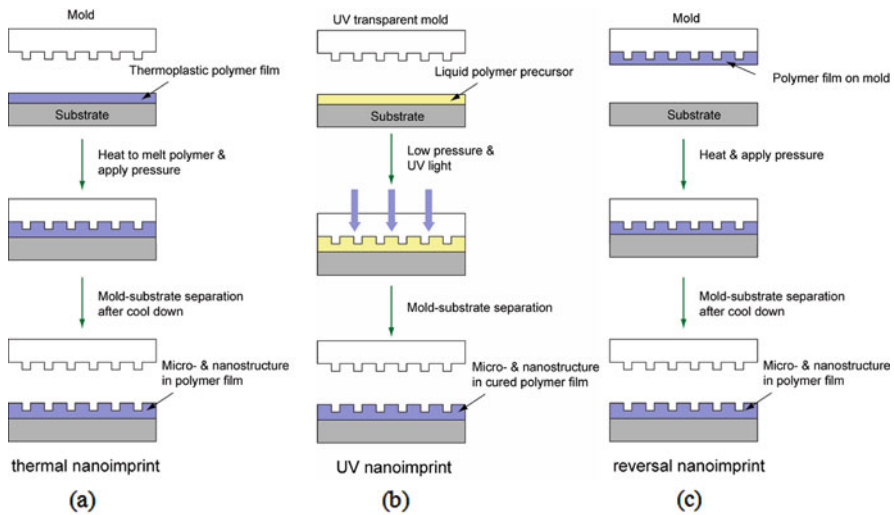 Mold
Thermoplastic polymer film
Substrate
Heat to melt polymer &
apply pressure
Mold-substrate separation
after cool down
Micro- & nanostructure
in polymer film
thermal nanoimprint
(a)
UV transparent mold
Liquid polymer precursor
Substrate
Low pressure &
UV light
Mold-substrate separation
Micro- & nanostructure
in cured polymer film
UV nanoimprint
(b)
Mold
Polymer film on mold
Substrate
Heat & apply pressure
Mold-substrate separation
after cool down
Micro- & nanostructure
in polymer film
reversal nanoimprint
(c)